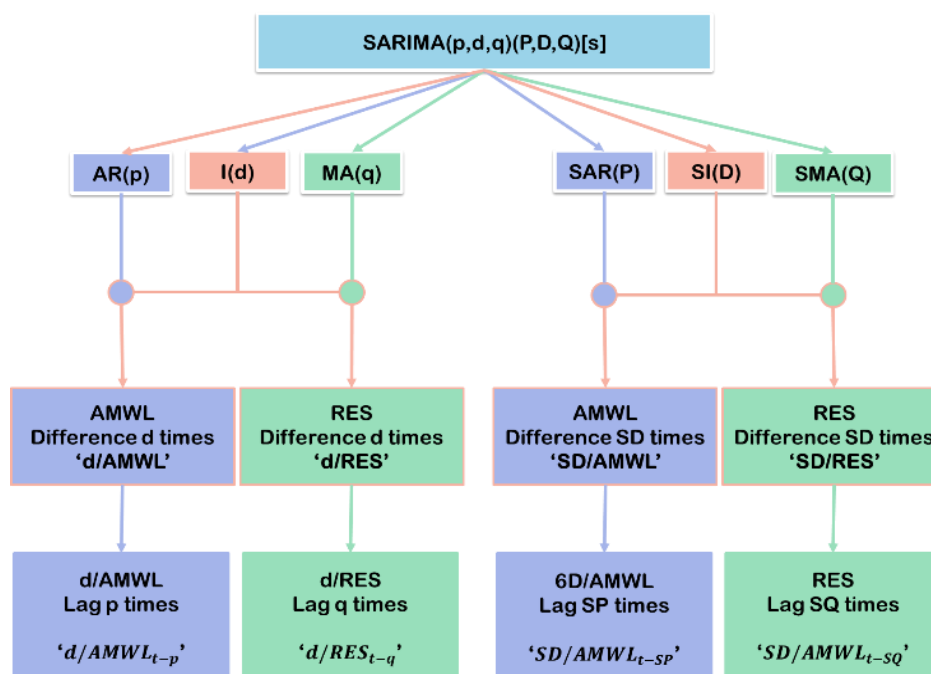 SARIMA(p,d,q)(P,D,Q)[s]
AR(p)
I(d)
MA(q)
SAR(P)
SI(D)
SMA(Q)
AMWL
Difference d times
‘d/AMWL’
RES
Difference d times
‘d/RES’
AMWL
Difference SD times
‘SD/AMWL’
RES
Difference SD times
‘SD/RES’
d/AMWL
Lag p times
‘d/AMWL_{t−p}’
d/RES
Lag q times
‘d/RES_{t−q}’
6D/AMWL
Lag SP times
‘SD/AMWL_{t−SP}’
RES
Lag SQ times
‘SD/AMWL_{t−SQ}’